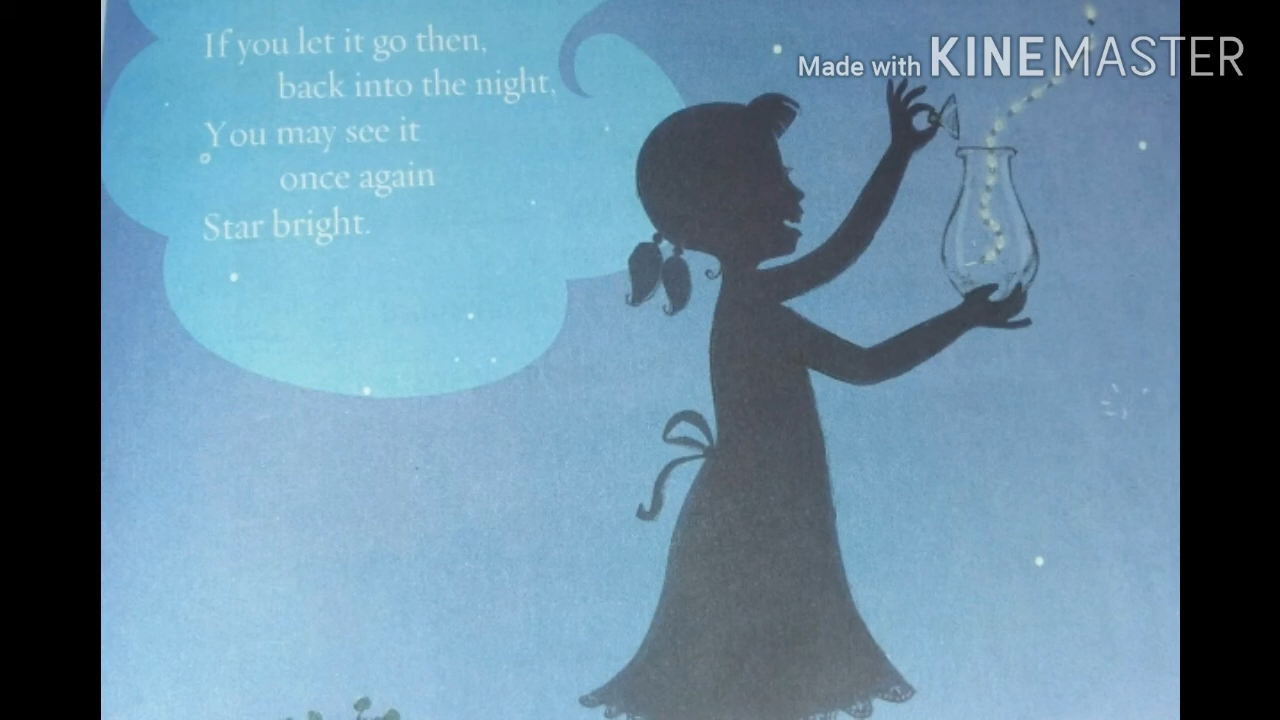 If you let it go then,
back into the night,
You may see it
once again
Star bright.
Made with KINEMASTER